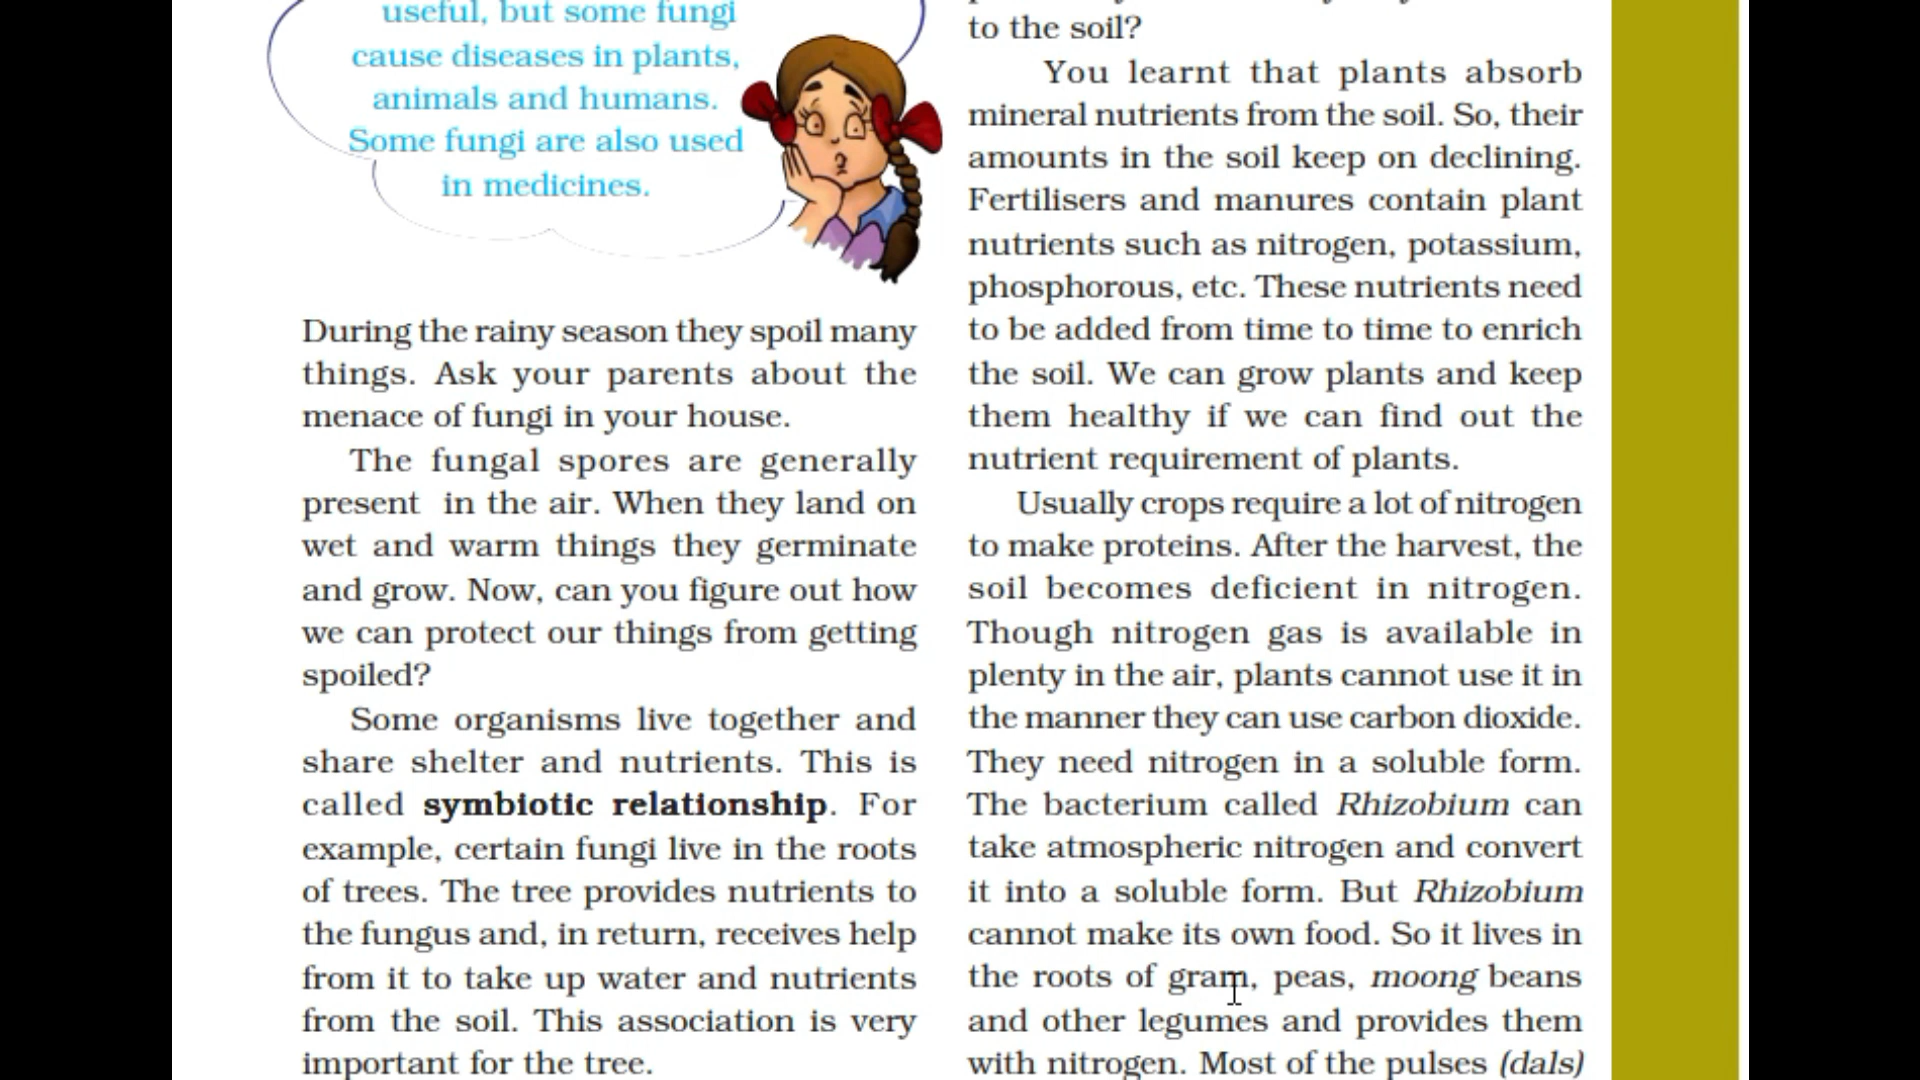 useful, but some fungi
cause diseases in plants,
animals and humans.
Some fungi are also used
in medicines.
During the rainy season they spoil many
things. Ask your parents about the
menace of fungi in your house.
The fungal spores are generally
present in the air. When they land on
wet and warm things they germinate
and grow. Now, can you figure out how
we can protect our things from getting
spoiled?
Some organisms live together and
share shelter and nutrients. This is
called symbiotic relationship. For
example, certain fungi live in the roots
of trees. The tree provides nutrients to
the fungus and, in return, receives help
from it to take up water and nutrients
from the soil. This association is very
important for the tree.
to the soil?
You learnt that plants absorb
mineral nutrients from the soil. So, their
amounts in the soil keep on declining.
Fertilisers and manures contain plant
nutrients such as nitrogen, potassium,
phosphorous, etc. These nutrients need
to be added from time to time to enrich
the soil. We can grow plants and keep
them healthy if we can find out the
nutrient requirement of plants.
Usually crops require a lot of nitrogen
to make proteins. After the harvest, the
soil becomes deficient in nitrogen.
Though nitrogen gas is available in
plenty in the air, plants cannot use it in
the manner they can use carbon dioxide.
They need nitrogen in a soluble form.
The bacterium called Rhizobium can
take atmospheric nitrogen and convert
it into a soluble form. But Rhizobium
cannot make its own food. So it lives in
the roots of gram, peas, moong beans
and other legumes and provides them
with nitrogen. Most of the pulses (dals)